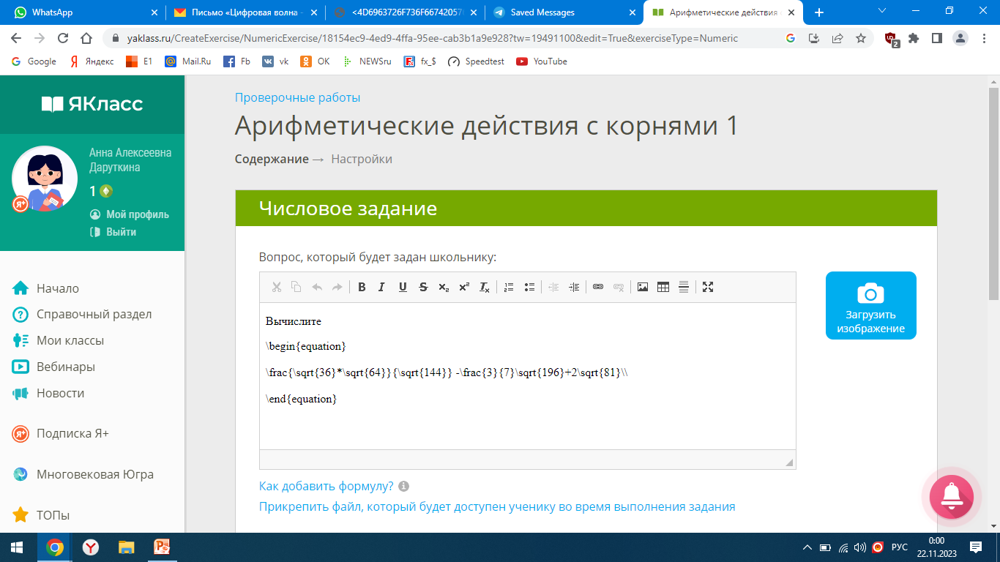 WhatsApp
Письмо «Цифровая волна -
<4D6963726F736F66742057
Saved Messages
Арифметические действия
yaklass.ru/CreateExercise/NumericExercise/18154ec9-4ed9-4ffa-95ee-cab3b1a9e928?tw=19491100&edit=True&exerciseType=Numeric
2
Google
Яндекс
E1
Mail.Ru
Fb
vk
OK
NEWSru
fx_$
Speedtest
YouTube
ЯКласс
Анна Алексеевна
Даруткина
1
Я+
Мой профиль
Выйти
Начало
Справочный раздел
Мои классы
Вебинары
Новости
Я+
Подписка Я+
Многовековая Югра
ТОПы
Проверочные работы
Арифметические действия с корнями 1
Содержание → Настройки
Числовое задание
Вопрос, который будет задан школьнику:
Вычислите
\begin{equation}
\frac{\sqrt{36}*\sqrt{64}}{\sqrt{144}} -\frac{3}{7}\sqrt{196}+2\sqrt{81}\\
\end{equation}
Загрузить
изображение
Как добавить формулу?
Прикрепить файл, который будет доступен ученику во время выполнения задания
РУС
0:00
22.11.2023